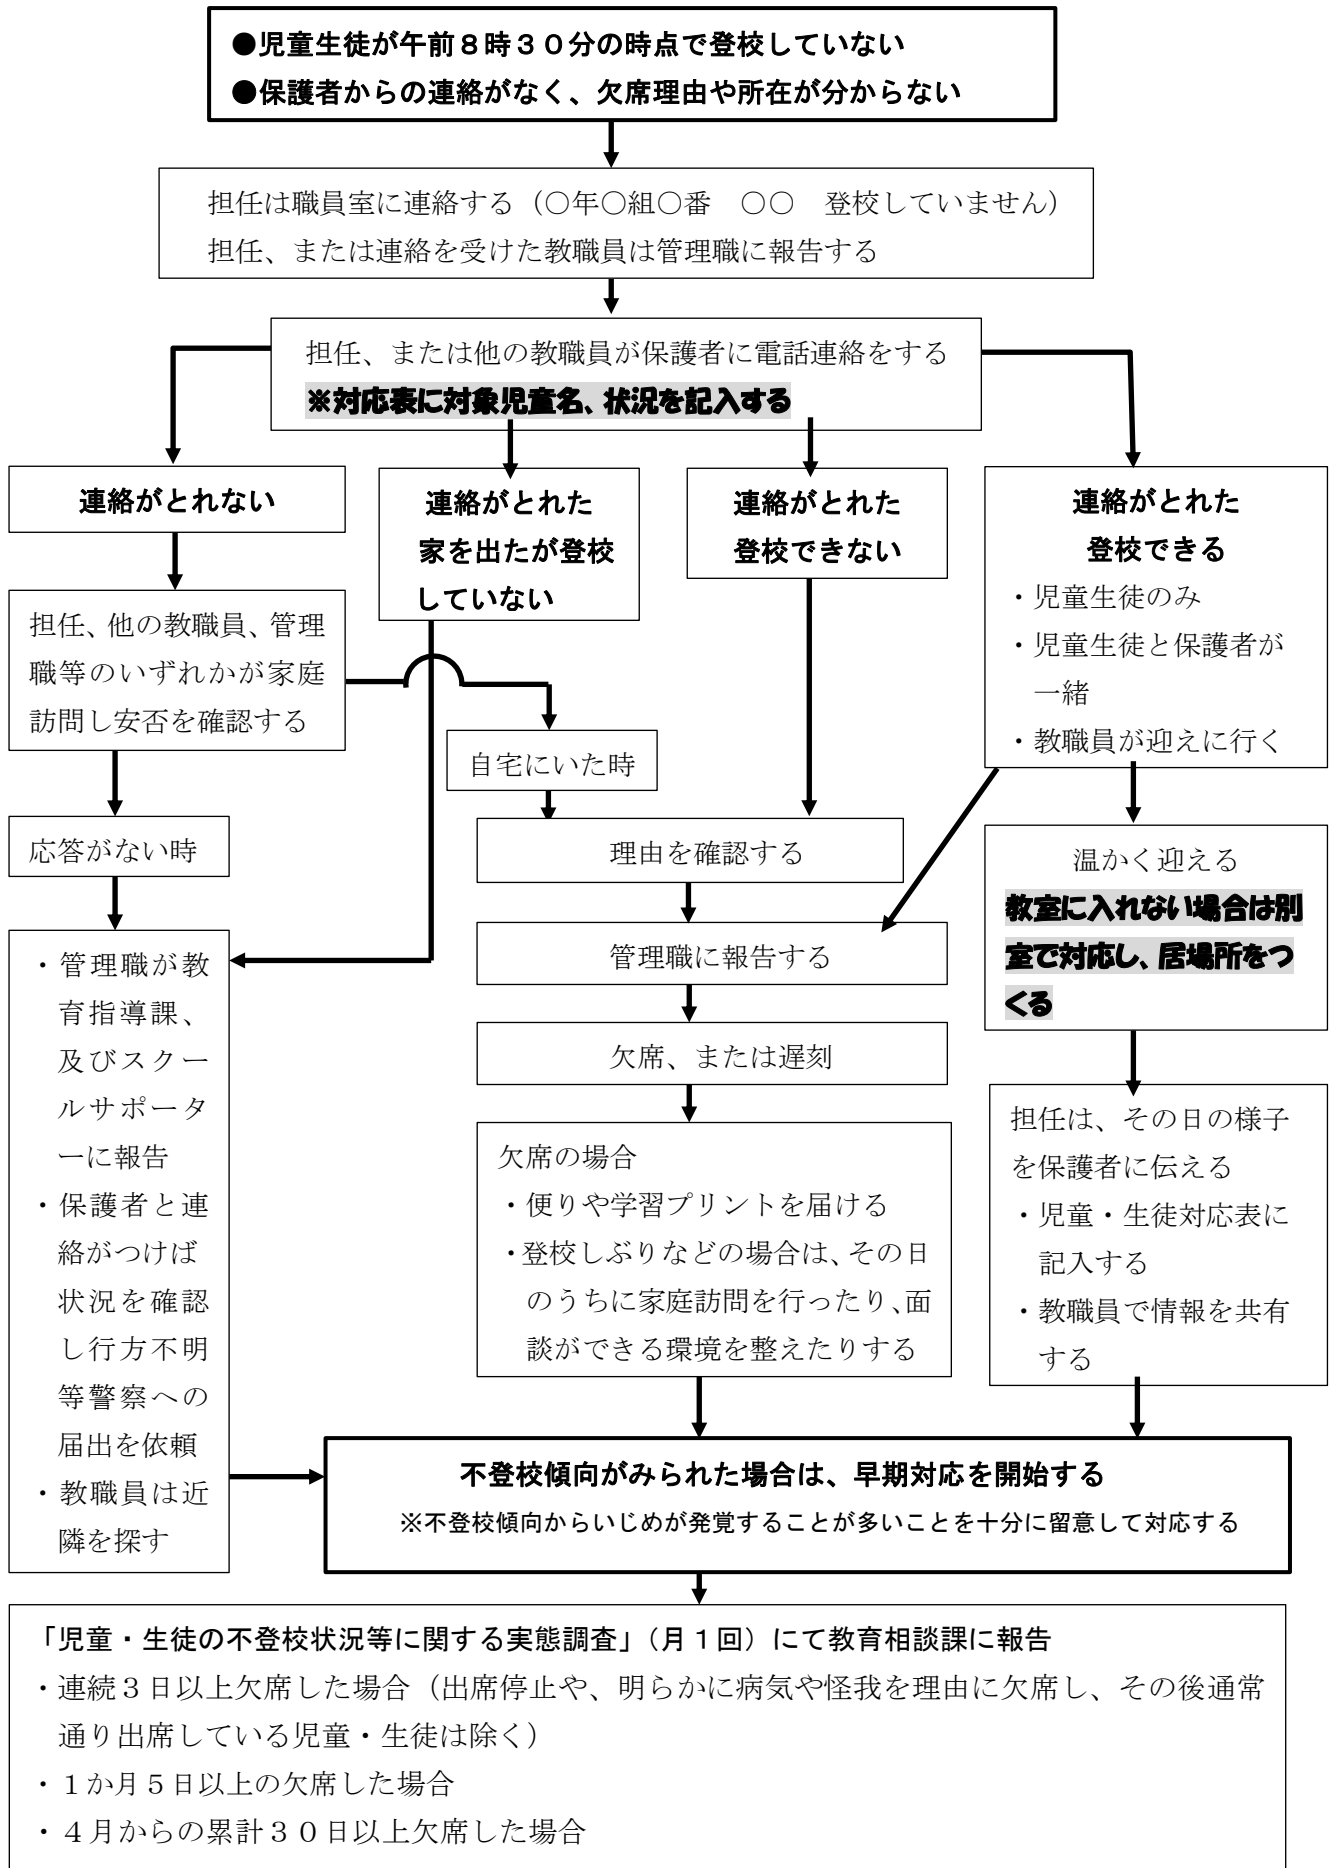 ●児童生徒が午前８時３０分の時点で登校していない
●保護者からの連絡がなく、欠席理由や所在が分からない
担任は職員室に連絡する（○年○組○番　○○　登校していません）
担任、または連絡を受けた教職員は管理職に報告する
担任、または他の教職員が保護者に電話連絡をする
※対応表に対象児童名、状況を記入する
連絡がとれない
連絡がとれた
家を出たが登校
していない
連絡がとれた
登校できない
連絡がとれた
登校できる
・児童生徒のみ
・児童生徒と保護者が
一緒
・教職員が迎えに行く
担任、他の教職員、管理
職等のいずれかが家庭
訪問し安否を確認する
自宅にいた時
応答がない時
理由を確認する
温かく迎える
教室に入れない場合は別
室で対応し、居場所をつ
くる
管理職に報告する
・管理職が教
育指導課、
及びスクー
ルサポータ
ーに報告
・保護者と連
絡がつけば
状況を確認
し行方不明
等警察への
届出を依頼
・教職員は近
隣を探す
欠席、または遅刻
欠席の場合
・便りや学習プリントを届ける
・登校しぶりなどの場合は、その日
のうちに家庭訪問を行ったり、面
談ができる環境を整えたりする
担任は、その日の様子
を保護者に伝える
・児童・生徒対応表に
記入する
・教職員で情報を共有
する
不登校傾向がみられた場合は、早期対応を開始する
※不登校傾向からいじめが発覚することが多いことを十分に留意して対応する
「児童・生徒の不登校状況等に関する実態調査」（月１回）にて教育相談課に報告
・連続３日以上欠席した場合（出席停止や、明らかに病気や怪我を理由に欠席し、その後通常
通り出席している児童・生徒は除く）
・１か月５日以上の欠席した場合
・４月からの累計３０日以上欠席した場合